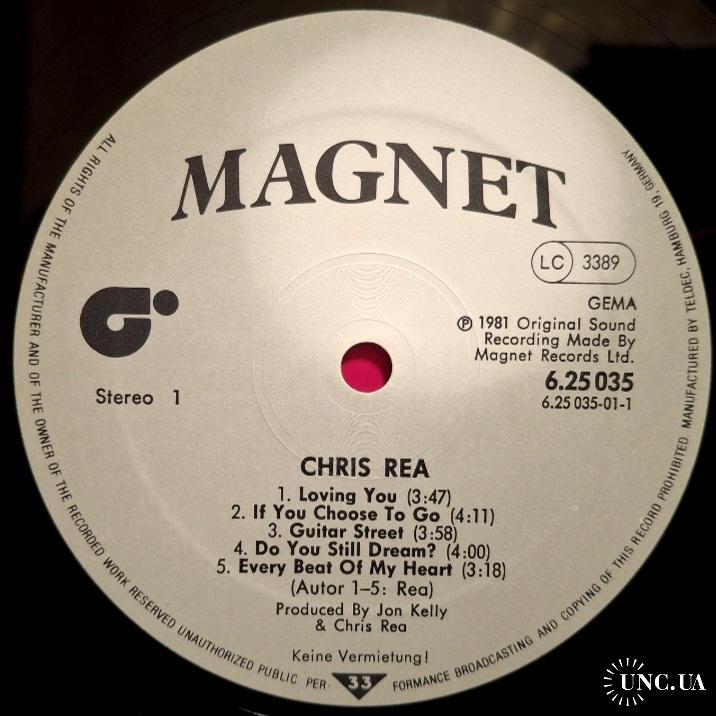 MAGNET
LC 3389
GEMA
℗ 1981 Original Sound
Recording Made By
Magnet Records Ltd.
6.25 035
6.25 035-01-1
Stereo 1
CHRIS REA
1. Loving You (3:47)
2. If You Choose To Go (4:11)
3. Guitar Street (3:58)
4. Do You Still Dream? (4:00)
5. Every Beat Of My Heart (3:18)
(Autor 1–5: Rea)
Produced By Jon Kelly
& Chris Rea
Keine Vermietung!
33
ALL RIGHTS OF THE MANUFACTURER AND OF THE OWNER OF THE RECORDED WORK RESERVED UNAUTHORIZED PUBLIC PER- FORMANCE BROADCASTING AND COPYING OF THIS RECORD PROHIBITED. MANUFACTURED BY TELDEC, HAMBURG 19, GERMANY
UNC.UA